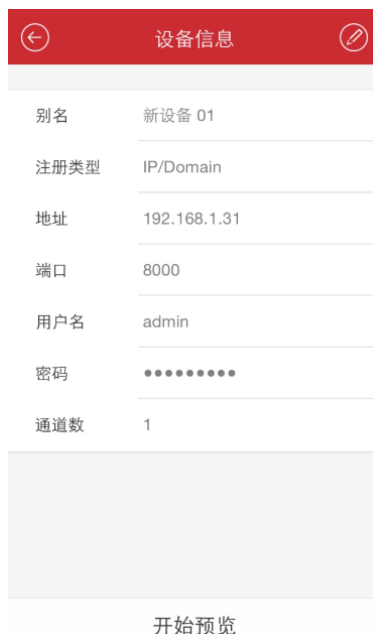 设备信息
别名 新设备 01
注册类型 IP/Domain
地址 192.168.1.31
端口 8000
用户名 admin
密码 ●●●●●●●●●
通道数 1
开始预览